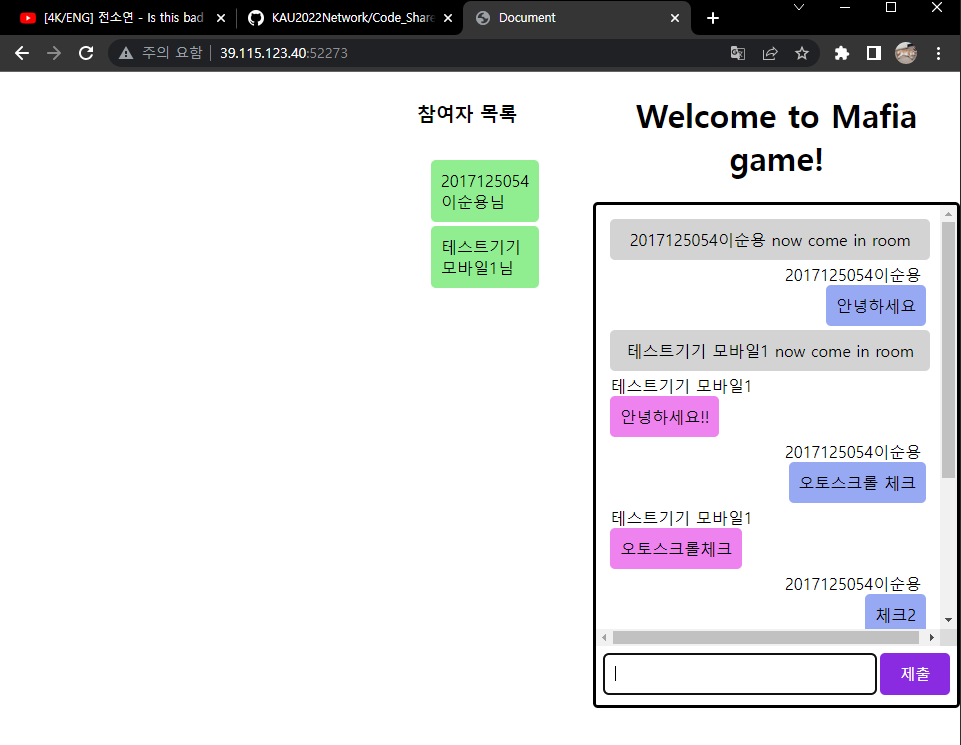 [4K/ENG] 전소연 - Is this bad
KAU2022Network/Code_Share
Document
주의 요함
39.115.123.40:52273
참여자 목록
2017125054
이순용님
테스트기기
모바일1님
Welcome to Mafia
game!
2017125054이순용 now come in room
2017125054이순용
안녕하세요
테스트기기 모바일1 now come in room
테스트기기 모바일1
안녕하세요!!
2017125054이순용
오토스크롤 체크
테스트기기 모바일1
오토스크롤체크
2017125054이순용
체크2
제출